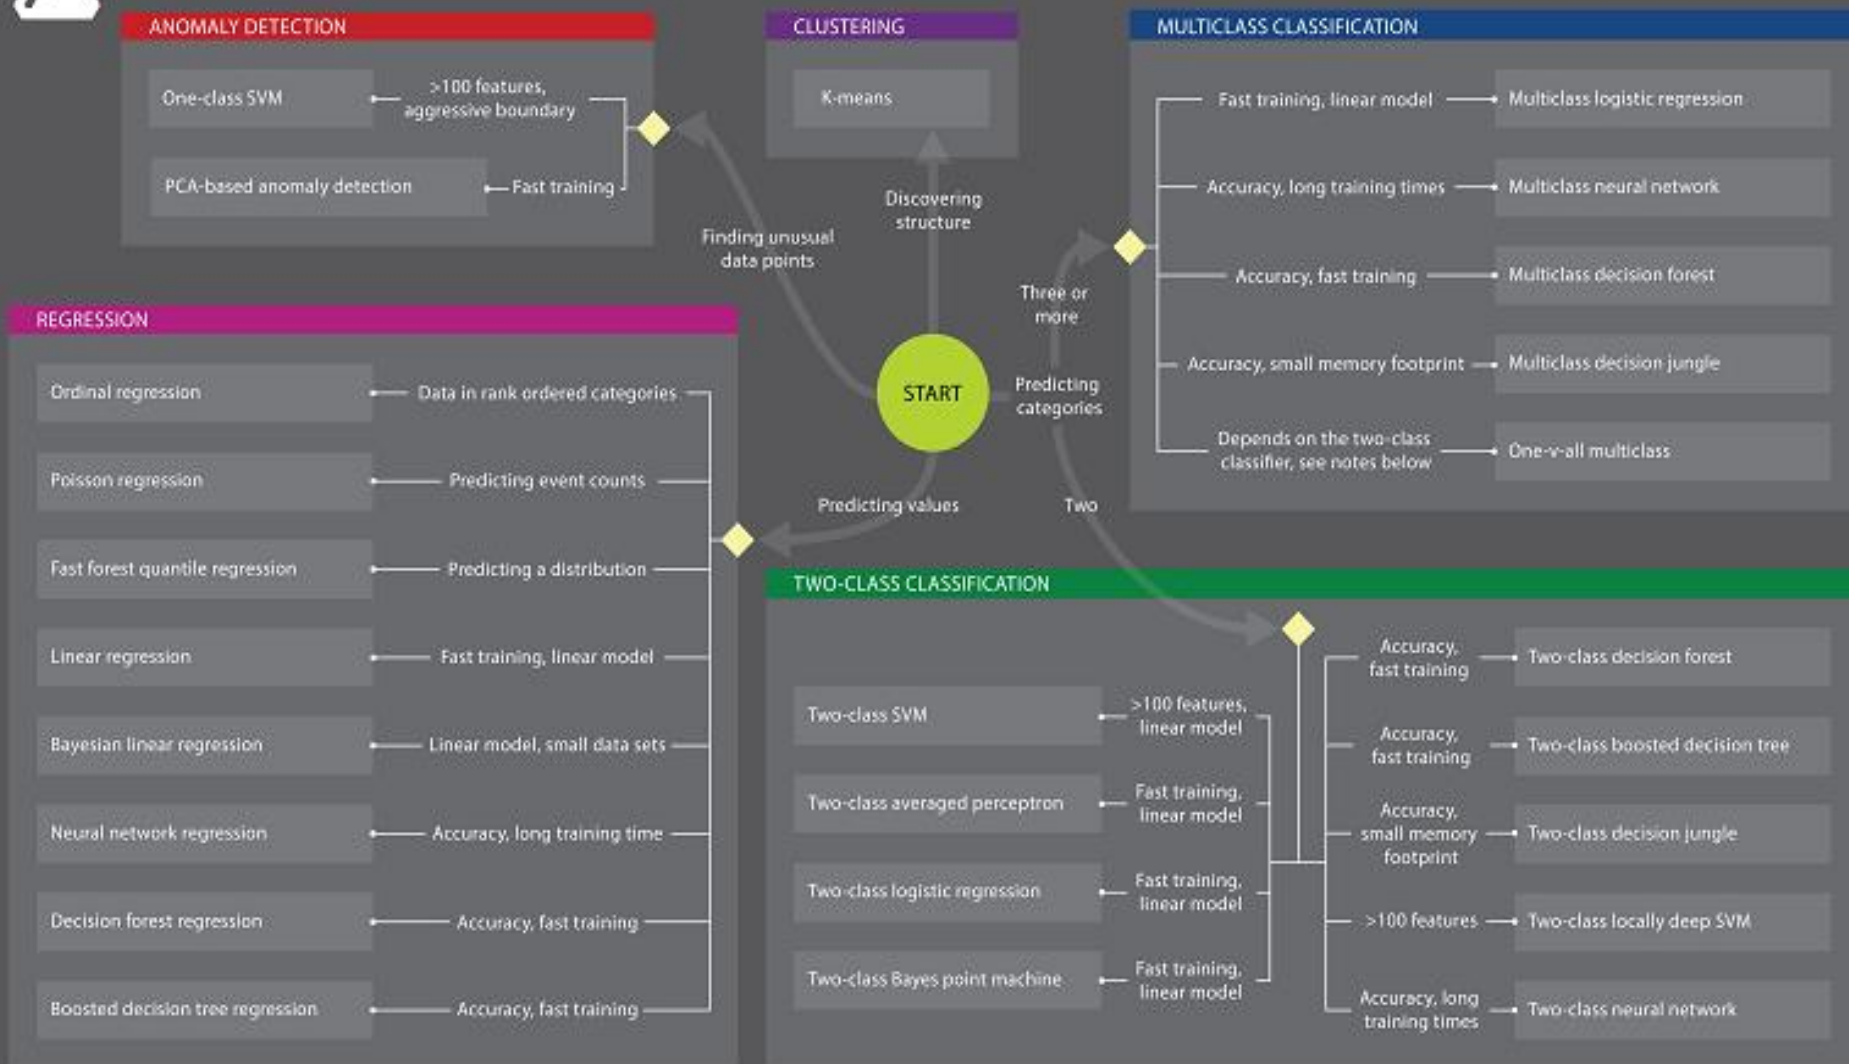 ANOMALY DETECTION
One-class SVM
>100 features,
aggressive boundary
PCA-based anomaly detection
Fast training
CLUSTERING
K-means
MULTICLASS CLASSIFICATION
Fast training, linear model
Multiclass logistic regression
Accuracy, long training times
Multiclass neural network
Accuracy, fast training
Multiclass decision forest
Accuracy, small memory footprint
Multiclass decision jungle
Depends on the two-class
classifier, see notes below
One-v-all multiclass
Finding unusual
data points
Discovering
structure
Three or
more
START
Predicting
categories
Predicting values
Two
REGRESSION
Ordinal regression
Data in rank ordered categories
Poisson regression
Predicting event counts
Fast forest quantile regression
Predicting a distribution
Linear regression
Fast training, linear model
Bayesian linear regression
Linear model, small data sets
Neural network regression
Accuracy, long training time
Decision forest regression
Accuracy, fast training
Boosted decision tree regression
Accuracy, fast training
TWO-CLASS CLASSIFICATION
Two-class SVM
>100 features,
linear model
Two-class averaged perceptron
Fast training,
linear model
Two-class logistic regression
Fast training,
linear model
Two-class Bayes point machine
Fast training,
linear model
Accuracy,
fast training
Two-class decision forest
Accuracy,
fast training
Two-class boosted decision tree
Accuracy,
small memory
footprint
Two-class decision jungle
>100 features
Two-class locally deep SVM
Accuracy, long
training times
Two-class neural network